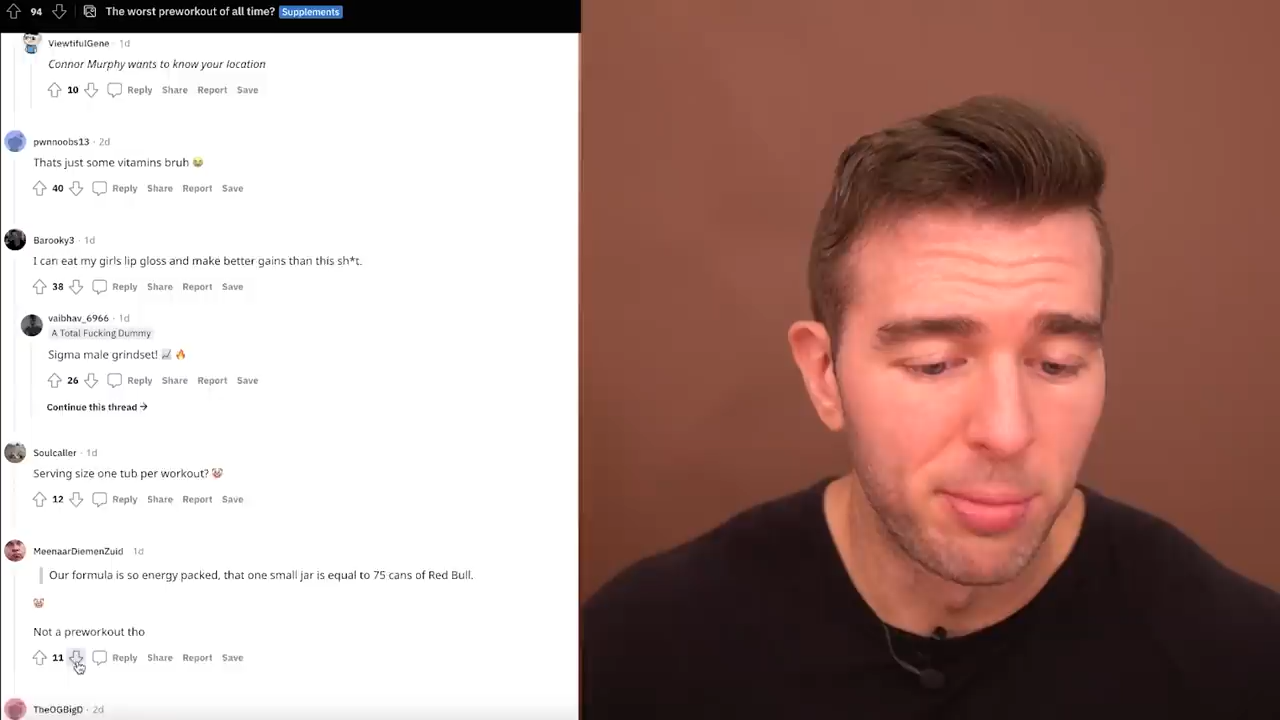 94 The worst preworkout of all time? Supplements
ViewtifulGene · 1d
Connor Murphy wants to know your location
10 Reply Share Report Save
pwnnoobs13 · 2d
Thats just some vitamins bruh 😭
40 Reply Share Report Save
Barooky3 · 1d
I can eat my girls lip gloss and make better gains than this sh*t.
38 Reply Share Report Save
vaibhav_6966 · 1d
A Total Fucking Dummy
Sigma male grindset! 📈 🔥
26 Reply Share Report Save
Continue this thread →
Soulcaller · 1d
Serving size one tub per workout? 🤡
12 Reply Share Report Save
MeenaarDiemenZuid 1d
Our formula is so energy packed, that one small jar is equal to 75 cans of Red Bull.
🤡
Not a preworkout tho
11 Reply Share Report Save
TheOGBigD · 2d